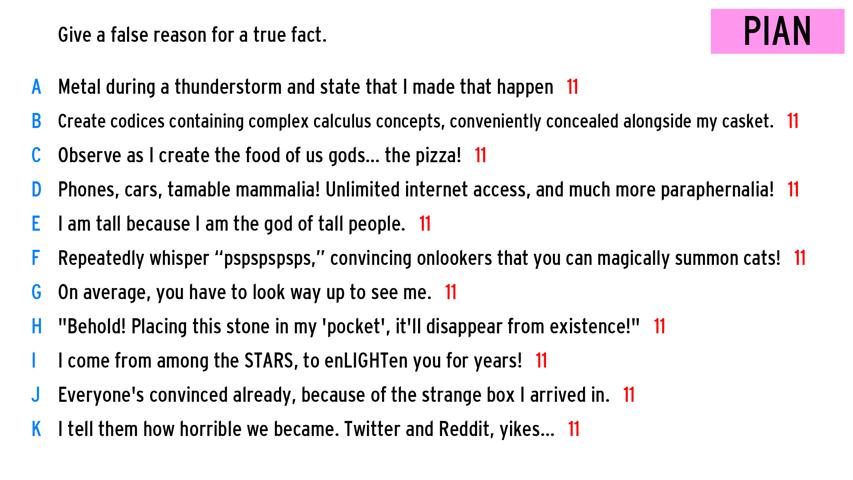 Give a false reason for a true fact.
PIAN
A Metal during a thunderstorm and state that I made that happen 11
B Create codices containing complex calculus concepts, conveniently concealed alongside my casket. 11
C Observe as I create the food of us gods... the pizza! 11
D Phones, cars, tamable mammalia! Unlimited internet access, and much more paraphernalia! 11
E I am tall because I am the god of tall people. 11
F Repeatedly whisper “pspspspsps,” convincing onlookers that you can magically summon cats! 11
G On average, you have to look way up to see me. 11
H "Behold! Placing this stone in my 'pocket', it'll disappear from existence!" 11
I I come from among the STARS, to enLIGHTen you for years! 11
J Everyone's convinced already, because of the strange box I arrived in. 11
K I tell them how horrible we became. Twitter and Reddit, yikes... 11